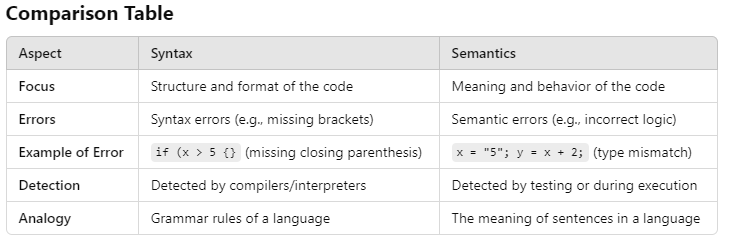 Comparison Table
Aspect Syntax Semantics
Focus Structure and format of the code Meaning and behavior of the code
Errors Syntax errors (e.g., missing brackets) Semantic errors (e.g., incorrect logic)
Example of Error if (x > 5 {} (missing closing parenthesis) x = "5"; y = x + 2; (type mismatch)
Detection Detected by compilers/interpreters Detected by testing or during execution
Analogy Grammar rules of a language The meaning of sentences in a language